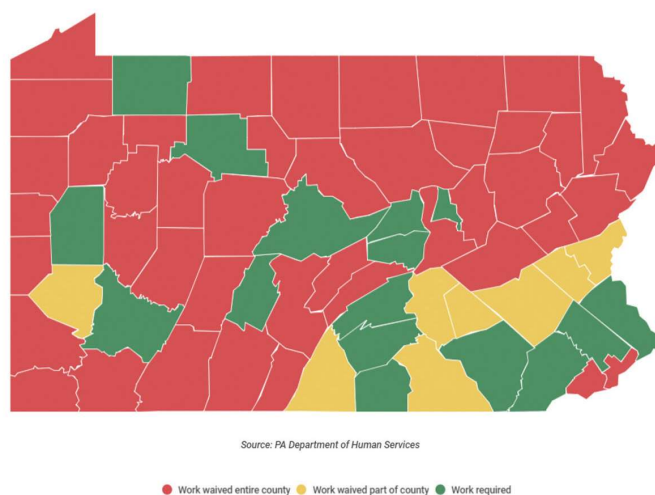 Source: PA Department of Human Services
Work waived entire county Work waived part of county Work required